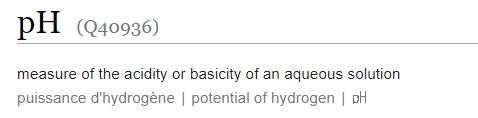 pH (Q40936)
measure of the acidity or basicity of an aqueous solution
puissance d'hydrogène | potential of hydrogen | ㏗